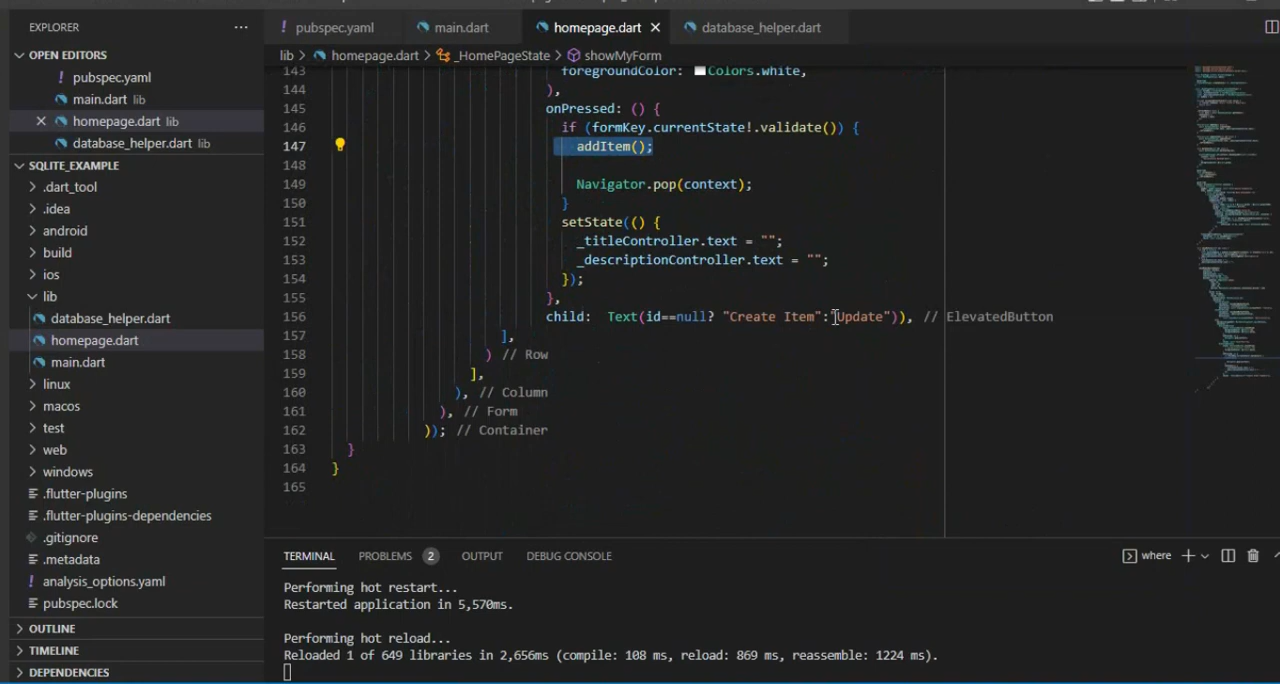 EXPLORER
OPEN EDITORS
pubspec.yaml
main.dart lib
homepage.dart lib
database_helper.dart lib
SQLITE_EXAMPLE
.dart_tool
.idea
android
build
ios
lib
database_helper.dart
homepage.dart
main.dart
linux
macos
test
web
windows
.flutter-plugins
.flutter-plugins-dependencies
.gitignore
.metadata
analysis_options.yaml
pubspec.lock
OUTLINE
TIMELINE
DEPENDENCIES
pubspec.yaml main.dart homepage.dart database_helper.dart
lib > homepage.dart > _HomePageState > showMyForm
143 foregroundColor: Colors.white,
144 ),
145 onPressed: () {
146 if (formKey.currentState!.validate()) {
147 addItem();
148
149 Navigator.pop(context);
150 }
151 setState(() {
152 _titleController.text = "";
153 _descriptionController.text = "";
154 });
155 },
156 child: Text(id==null? "Create Item":"Update")), // ElevatedButton
157 ],
158 ) // Row
159 ],
160 ), // Column
161 ), // Form
162 )); // Container
163 }
164 }
165
TERMINAL PROBLEMS 2 OUTPUT DEBUG CONSOLE where
Performing hot restart...
Restarted application in 5,570ms.
Performing hot reload...
Reloaded 1 of 649 libraries in 2,656ms (compile: 108 ms, reload: 869 ms, reassemble: 1224 ms).